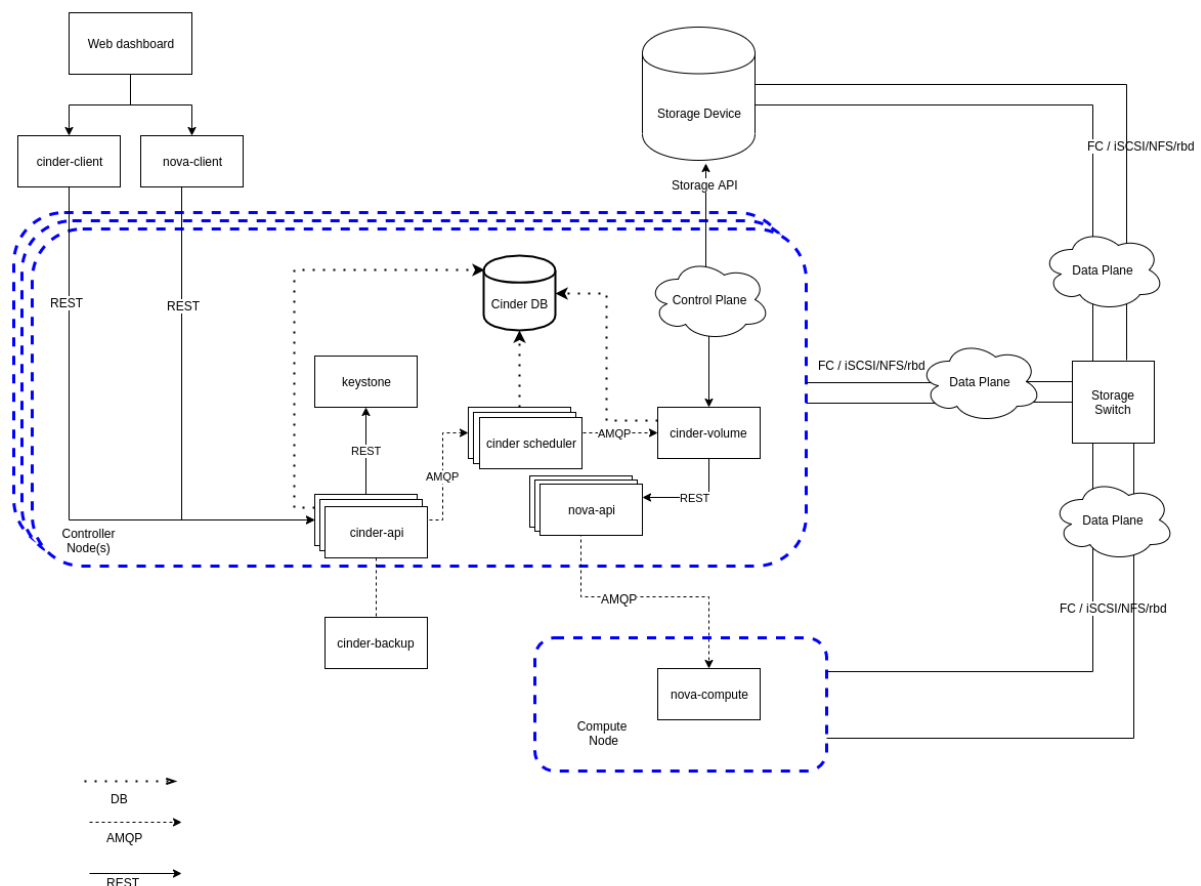 Web dashboard
Storage Device
cinder-client
nova-client
FC / iSCSI/NFS/rbd
Storage API
REST
REST
Cinder DB
Control Plane
Data Plane
keystone
FC / iSCSI/NFS/rbd
Data Plane
Storage
Switch
cinder scheduler
AMQP
cinder-volume
REST
AMQP
REST
nova-api
Data Plane
Controller
Node(s)
cinder-api
AMQP
FC / iSCSI/NFS/rbd
cinder-backup
nova-compute
Compute
Node
DB
AMQP
REST